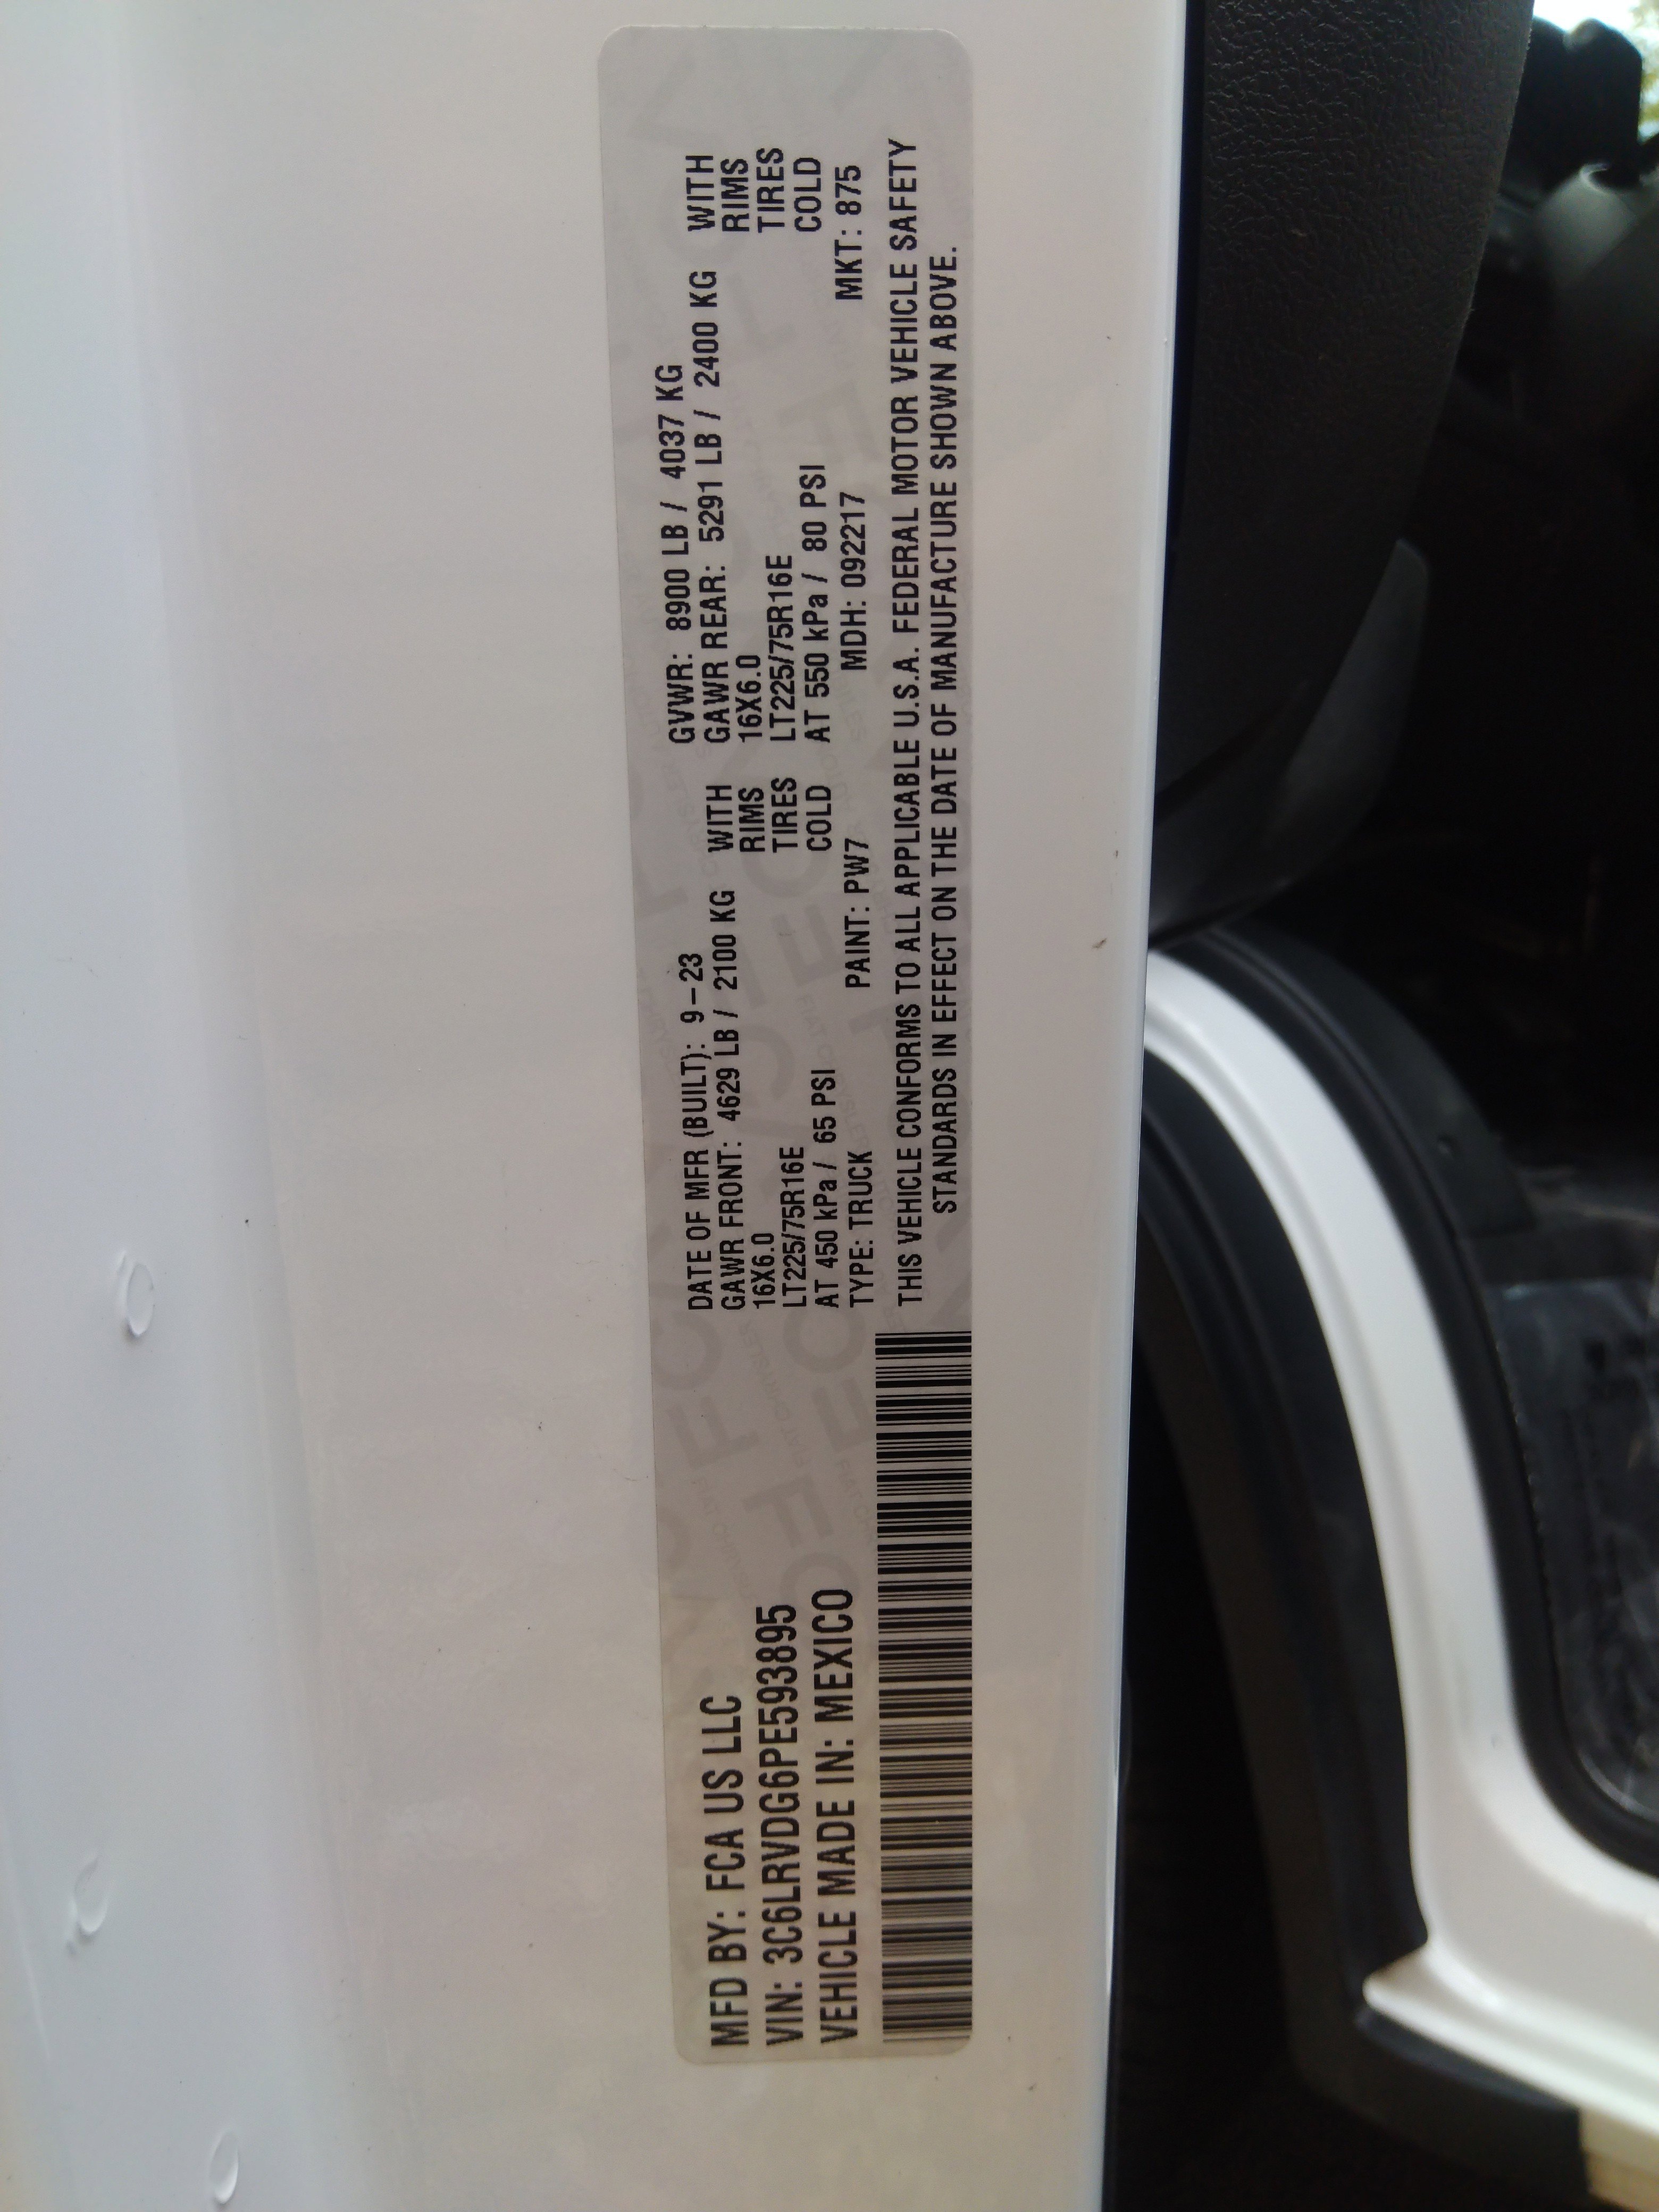 MFD BY: FCA US LLC
VIN: 3C6LRVDG6PE593895
VEHICLE MADE IN: MEXICO
DATE OF MFR (BUILT): 9-23 GVWR: 8900 LB / 4037 KG
GAWR FRONT: 4629 LB / 2100 KG WITH GAWR REAR: 5291 LB / 2400 KG WITH
16X6.0 RIMS 16X6.0 RIMS
LT225/75R16E TIRES LT225/75R16E TIRES
AT 450 kPa / 65 PSI COLD AT 550 kPa / 80 PSI COLD
TYPE: TRUCK PAINT: PW7 MDH: 092217 MKT: 875
THIS VEHICLE CONFORMS TO ALL APPLICABLE U.S.A. FEDERAL MOTOR VEHICLE SAFETY
STANDARDS IN EFFECT ON THE DATE OF MANUFACTURE SHOWN ABOVE.